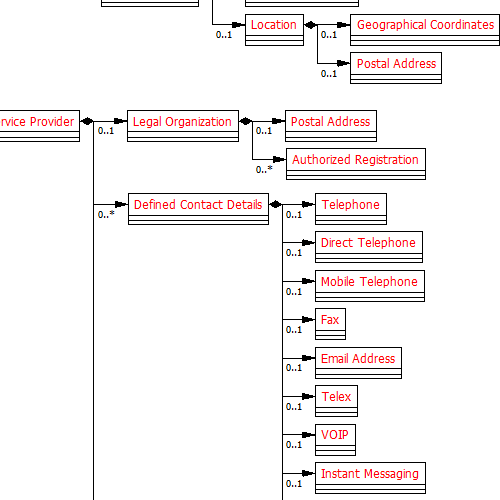 Location
0..1
Geographical Coordinates
0..1
Postal Address
0..1
rvice Provider
Legal Organization
0..1
Postal Address
0..1
Authorized Registration
0..*
Defined Contact Details
0..*
Telephone
0..1
Direct Telephone
0..1
Mobile Telephone
0..1
Fax
0..1
Email Address
0..1
Telex
0..1
VOIP
0..1
Instant Messaging
0..1